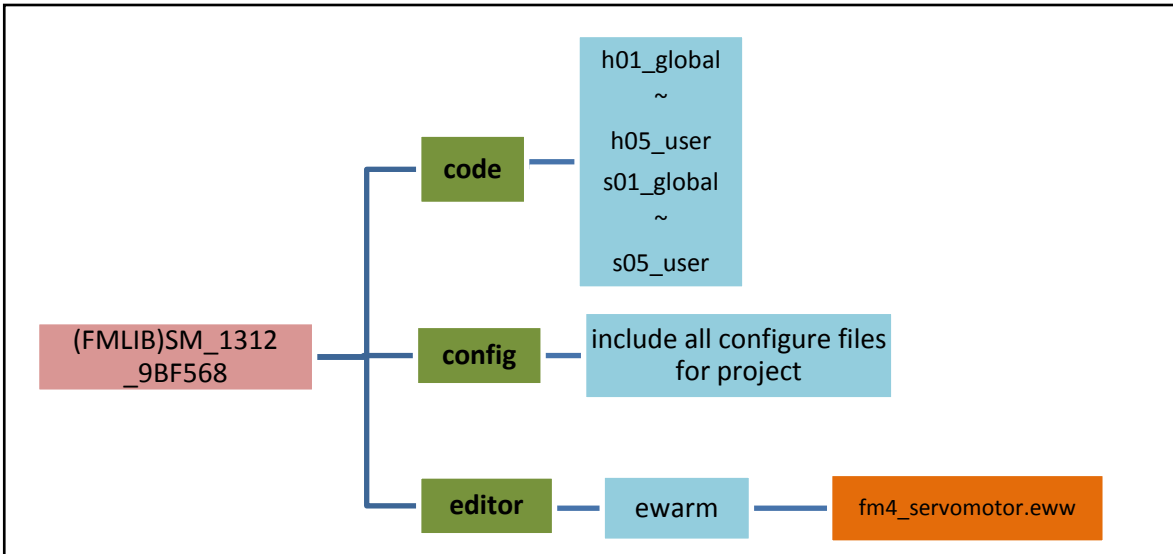 h01_global
~
h05_user
s01_global
~
s05_user
code
(FMLIB)SM_1312
_9BF568
config
include all configure files
for project
editor
ewarm
fm4_servomotor.eww